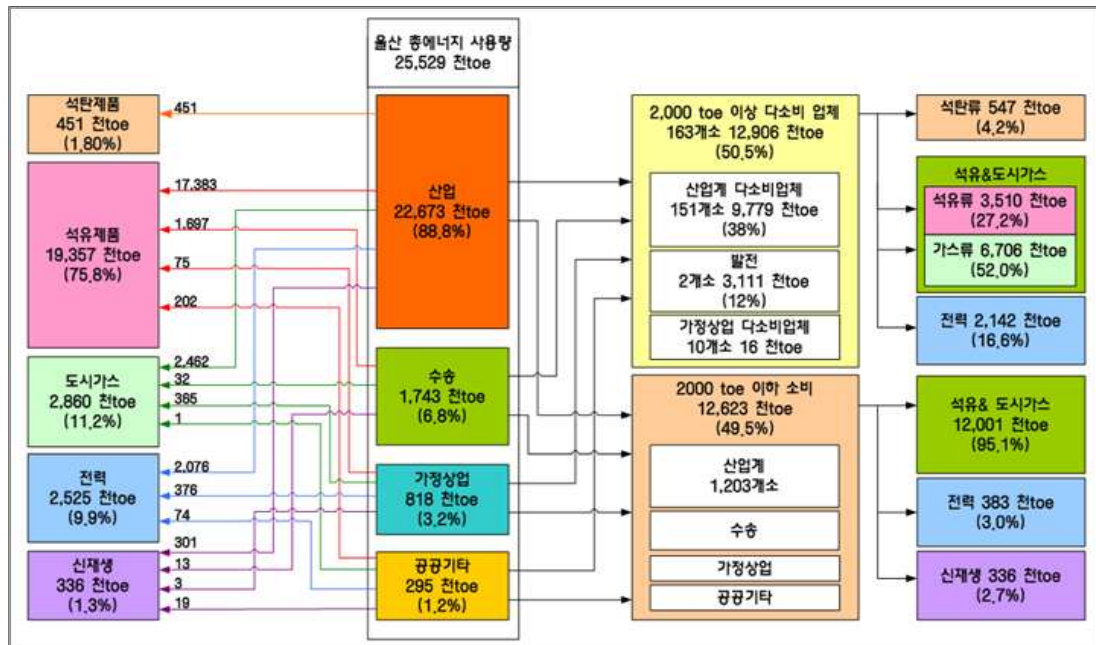 울산 총에너지 사용량
25,529 천toe
석탄제품
451 천toe
(1,80%)
석유제품
19,357 천toe
(75,8%)
도시가스
2,860 천toe
(11,2%)
전력
2,525 천toe
(9,9%)
신재생
336 천toe
(1,3%)
451
17,383
1,697
75
202
2,462
32
365
1
2,076
376
74
301
13
3
19
산업
22,673 천toe
(88,8%)
수송
1,743 천toe
(6,8%)
가정상업
818 천toe
(3,2%)
공공기타
295 천toe
(1,2%)
2,000 toe 이상 다소비 업체
163개소 12,906 천toe
(50,5%)
산업계 다소비업체
151개소 9,779 천toe
(38%)
발전
2개소 3,111 천toe
(12%)
가정상업 다소비업체
10개소 16 천toe
2000 toe 이하 소비
12,623 천toe
(49,5%)
산업계
1,203개소
수송
가정상업
공공기타
석탄류 547 천toe
(4,2%)
석유&도시가스
석유류 3,510 천toe
(27,2%)
가스류 6,706 천toe
(52,0%)
전력 2,142 천toe
(16,6%)
석유& 도시가스
12,001 천toe
(95,1%)
전력 383 천toe
(3,0%)
신재생 336 천toe
(2,7%)